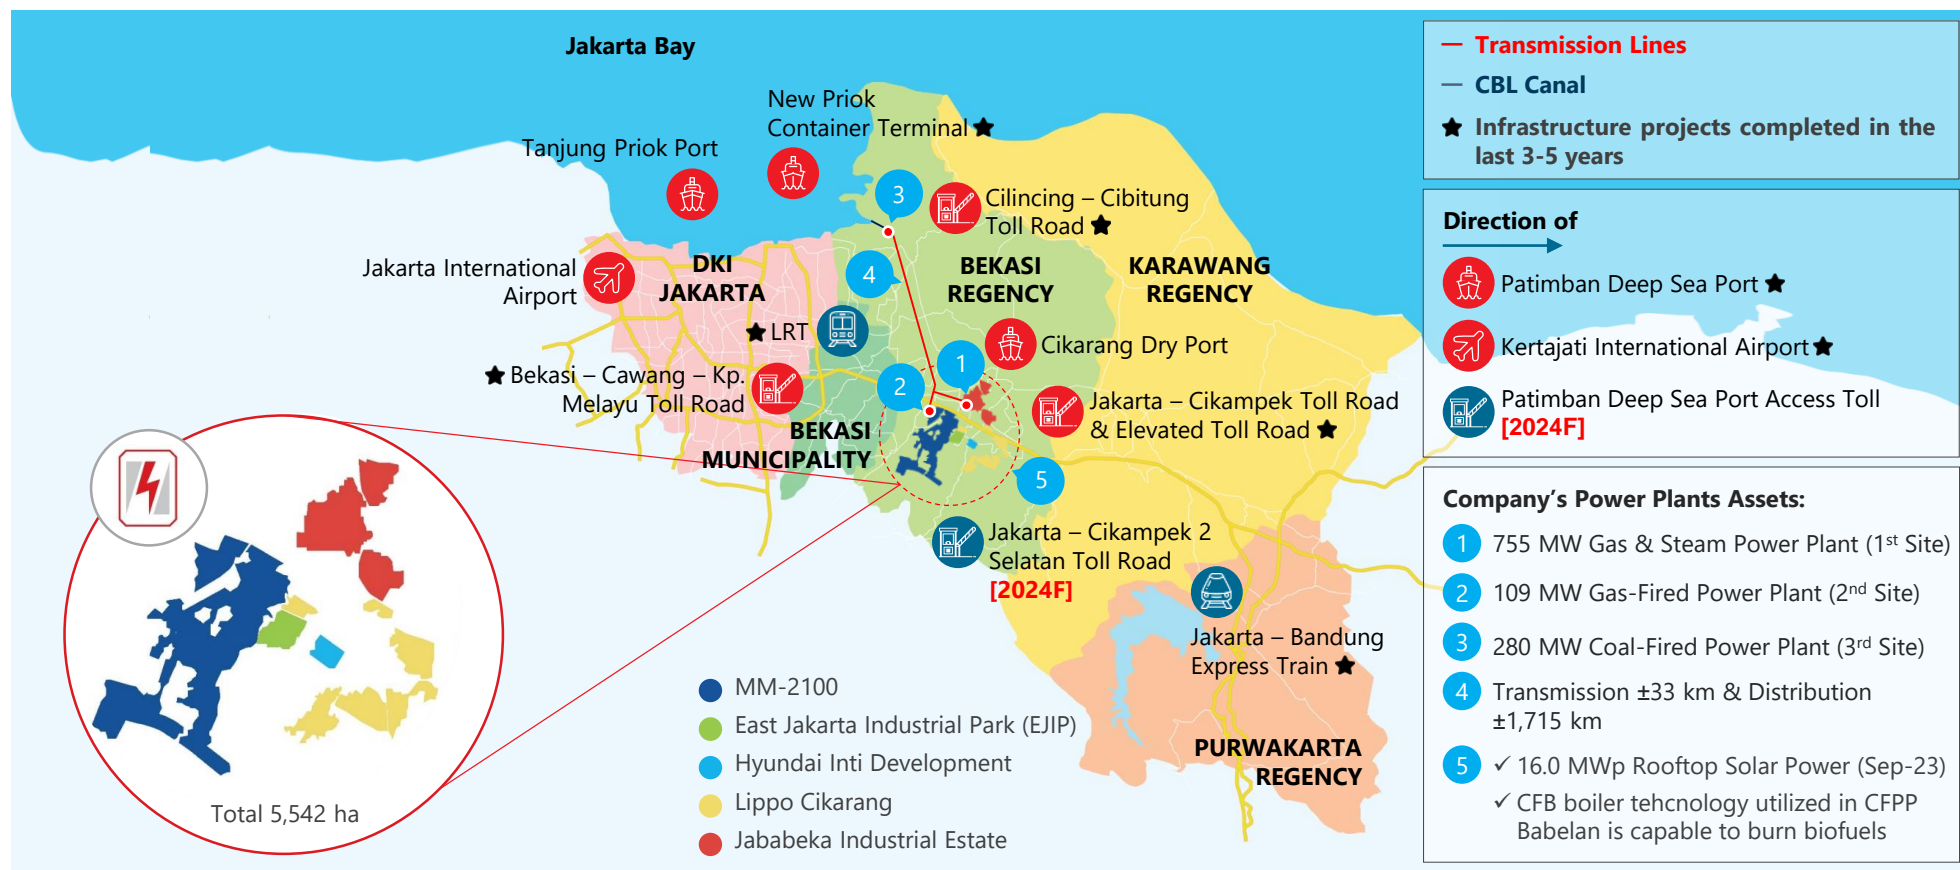 Jakarta Bay
New Priok
Container Terminal
Tanjung Priok Port
3
Cilincing – Cibitung
Toll Road
Jakarta International
Airport
DKI
JAKARTA
4
BEKASI
REGENCY
KARAWANG
REGENCY
LRT
Cikarang Dry Port
Bekasi – Cawang – Kp.
Melayu Toll Road
2
1
Jakarta – Cikampek Toll Road
& Elevated Toll Road
BEKASI
MUNICIPALITY
5
Jakarta – Cikampek 2
Selatan Toll Road
[2024F]
Jakarta – Bandung
Express Train
PURWAKARTA
REGENCY
Total 5,542 ha
MM-2100
East Jakarta Industrial Park (EJIP)
Hyundai Inti Development
Lippo Cikarang
Jababeka Industrial Estate
Transmission Lines
CBL Canal
Infrastructure projects completed in the
last 3-5 years
Direction of
Patimban Deep Sea Port
Kertajati International Airport
Patimban Deep Sea Port Access Toll
[2024F]
Company’s Power Plants Assets:
1 755 MW Gas & Steam Power Plant (1st Site)
2 109 MW Gas-Fired Power Plant (2nd Site)
3 280 MW Coal-Fired Power Plant (3rd Site)
4 Transmission ±33 km & Distribution
±1,715 km
5 ✓ 16.0 MWp Rooftop Solar Power (Sep-23)
✓ CFB boiler tehcnology utilized in CFPP
Babelan is capable to burn biofuels